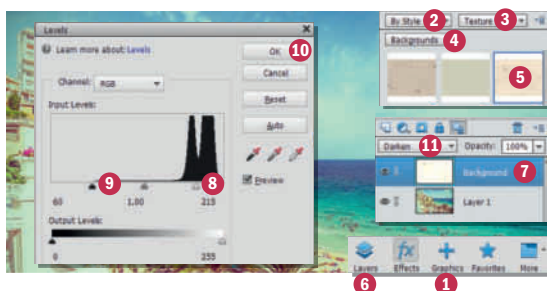 Levels
Learn more about: Levels
OK
10
Channel: RGB
Cancel
Input Levels:
Reset
Auto
9
8
60
1.00
215
Preview
Output Levels:
0
255
By Style
2
Texture
3
Backgrounds
4
5
Darken
11
Opacity: 100%
Background
7
Layer 1
Layers
Effects
Graphics
Favorites
More
fx
6
1